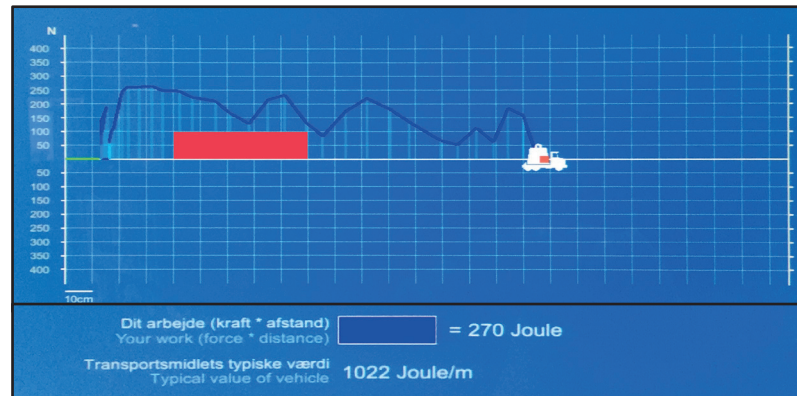 N
400
350
300
250
200
150
100
50
50
100
150
200
250
300
350
400
10cm
Dit arbejde (kraft * afstand)
Your work (force * distance)
= 270 Joule
Transportsmidlets typiske værdi
Typical value of vehicle
1022 Joule/m